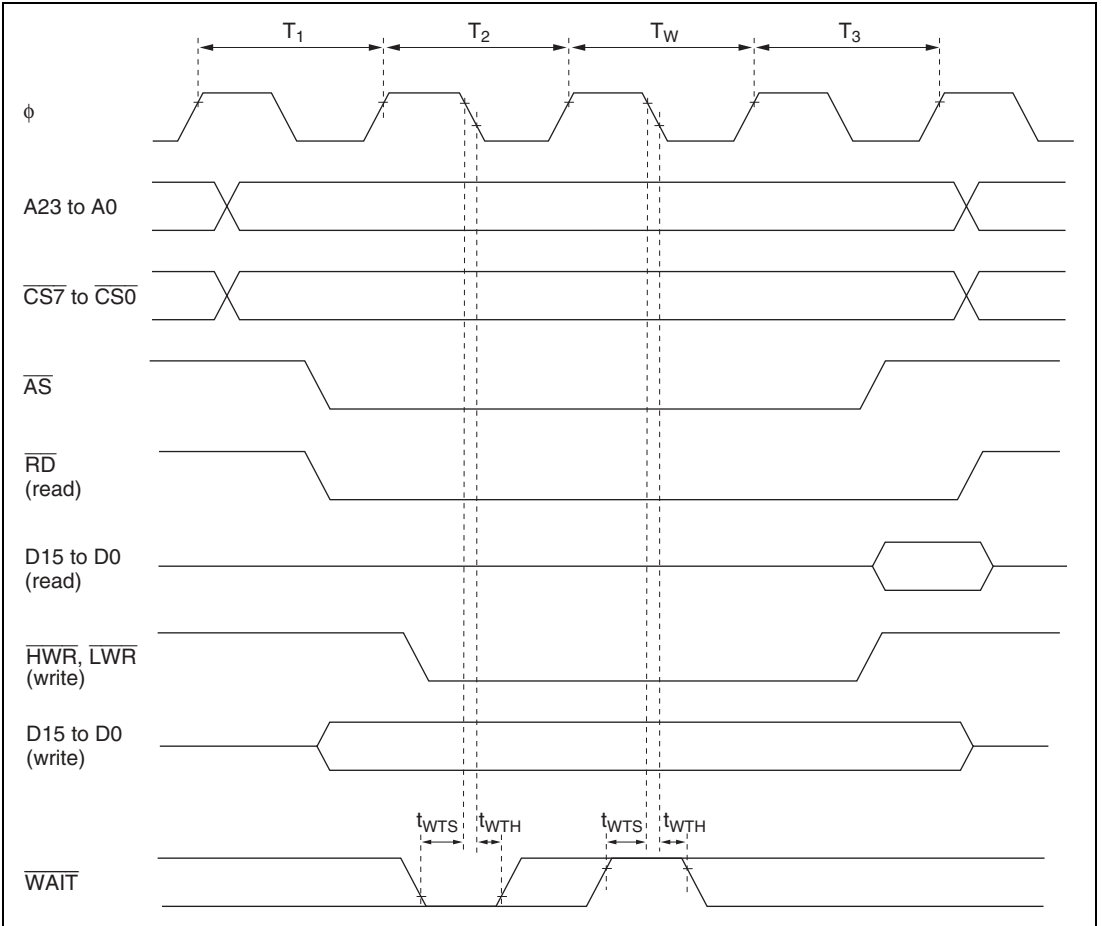 T1 T2 TW T3
ϕ
A23 to A0
CS7 to CS0
AS
RD
(read)
D15 to D0
(read)
HWR, LWR
(write)
D15 to D0
(write)
tWTS tWTH tWTS tWTH
WAIT